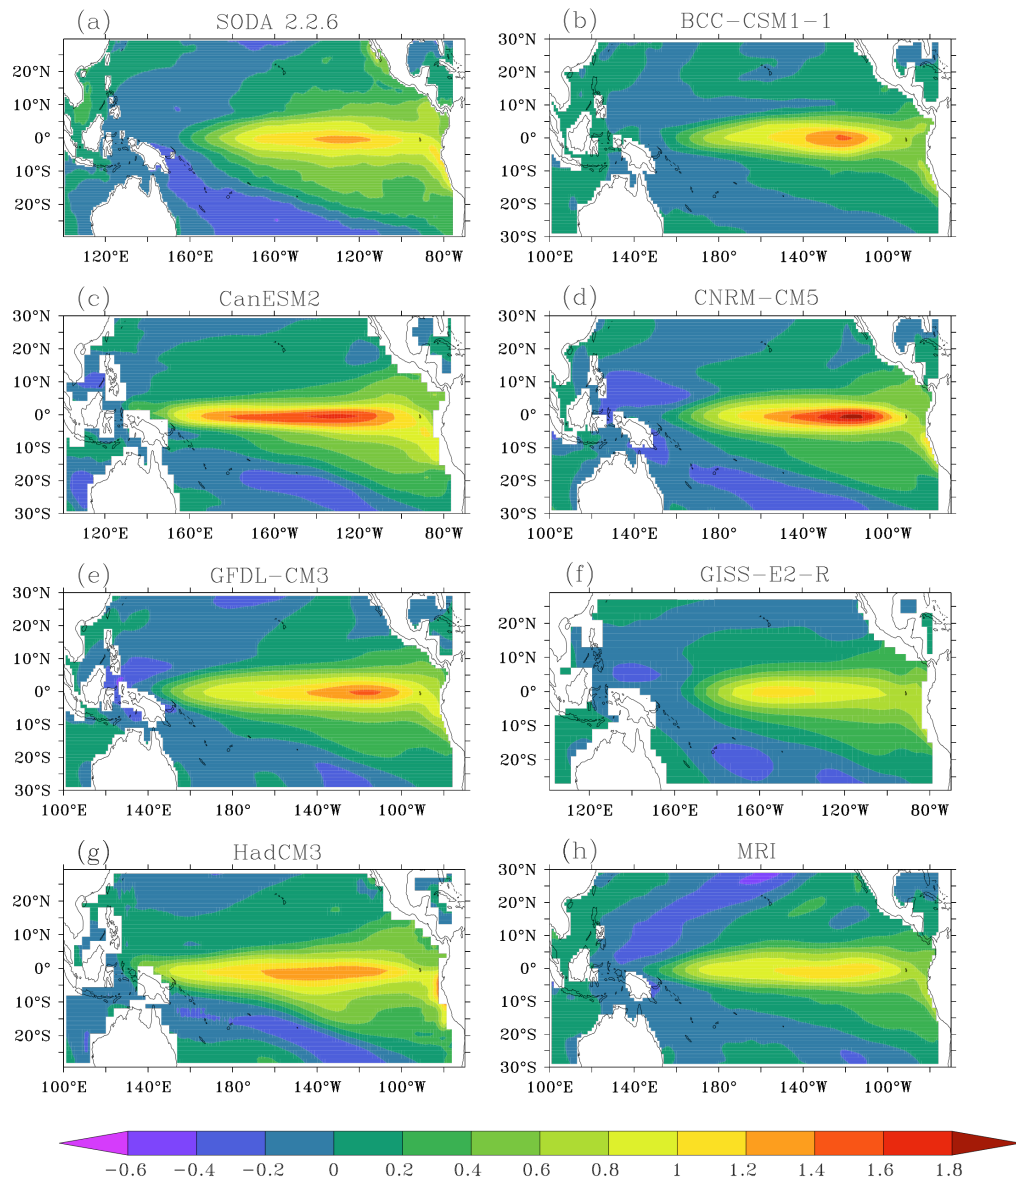 (a) SODA 2.2.6 (b) BCC-CSM1-1
30°N
20°N 20°N
10°N 10°N
0° 0°
10°S 10°S
20°S 20°S
30°S
120°E 160°E 160°W 120°W 80°W 100°E 140°E 180° 140°W 100°W
(c) CanESM2 (d) CNRM-CM5
30°N 30°N
20°N 20°N
10°N 10°N
0° 0°
10°S 10°S
20°S 20°S
30°S 30°S
120°E 160°E 160°W 120°W 80°W 100°E 140°E 180° 140°W 100°W
(e) GFDL-CM3 (f) GISS-E2-R
30°N
20°N 20°N
10°N 10°N
0° 0°
10°S 10°S
20°S 20°S
30°S
100°E 140°E 180° 140°W 100°W 120°E 160°E 160°W 120°W 80°W
(g) HadCM3 (h) MRI
30°N
20°N 20°N
10°N 10°N
0° 0°
10°S 10°S
20°S 20°S
30°S
100°E 140°E 180° 140°W 100°W 100°E 140°E 180° 140°W 100°W
-0.6 -0.4 -0.2 0 0.2 0.4 0.6 0.8 1 1.2 1.4 1.6 1.8